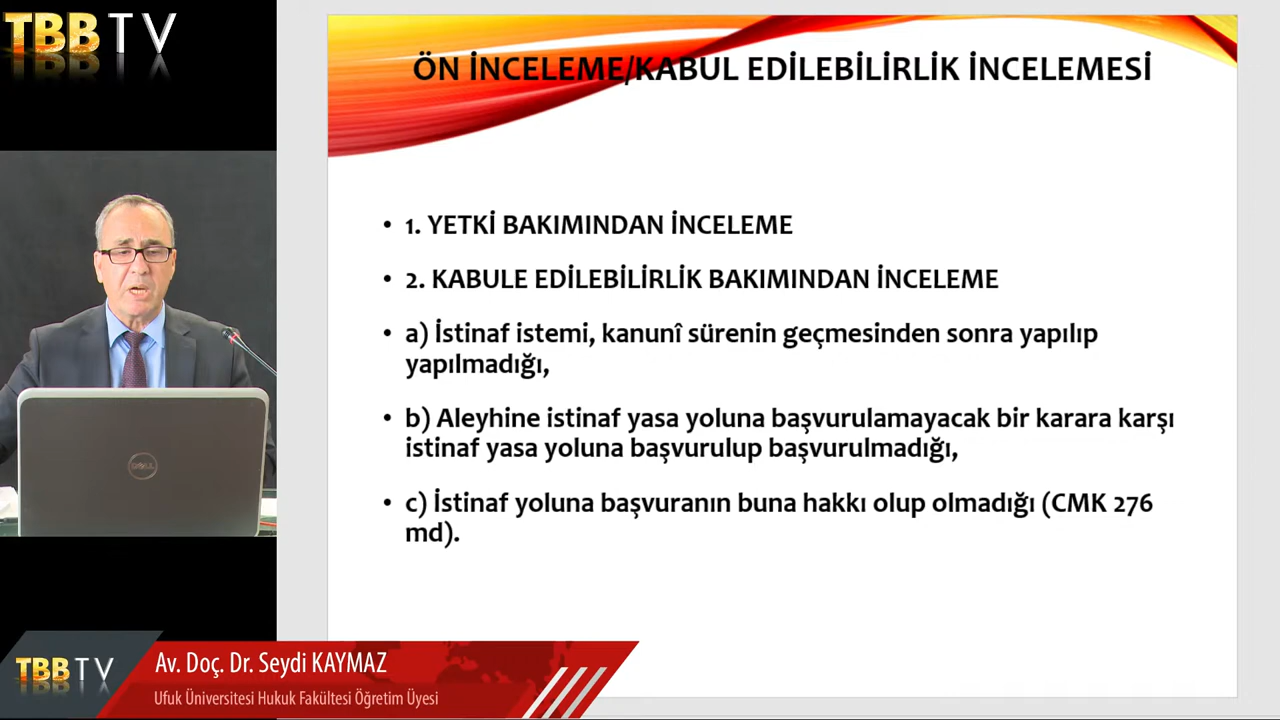 TBB TV
ÖN İNCELEME/KABUL EDİLEBİLİRLİK İNCELEMESİ
• 1. YETKİ BAKIMINDAN İNCELEME
• 2. KABULE EDİLEBİLİRLİK BAKIMINDAN İNCELEME
• a) İstinaf istemi, kanunî sürenin geçmesinden sonra yapılıp
yapılmadığı,
• b) Aleyhine istinaf yasa yoluna başvurulamayacak bir karara karşı
istinaf yasa yoluna başvurulup başvurulmadığı,
• c) İstinaf yoluna başvuranın buna hakkı olup olmadığı (CMK 276
md).
DELL
TBB TV
Av. Doç. Dr. Seydi KAYMAZ
Ufuk Üniversitesi Hukuk Fakültesi Öğretim Üyesi